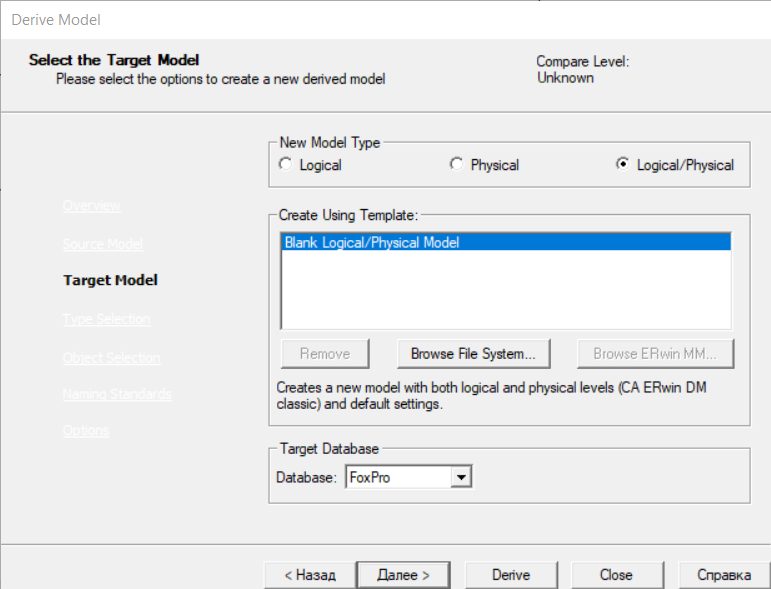 Derive Model
Select the Target Model
Please select the options to create a new derived model
Compare Level:
Unknown
Overview
Source Model
Target Model
Type Selection
Object Selection
Naming Standards
Options
New Model Type
Logical
Physical
Logical/Physical
Create Using Template:
Blank Logical/Physical Model
Remove
Browse File System...
Browse ERwin MM...
Creates a new model with both logical and physical levels (CA ERwin DM
classic) and default settings.
Target Database
Database:
FoxPro
< Назад
Далее >
Derive
Close
Справка